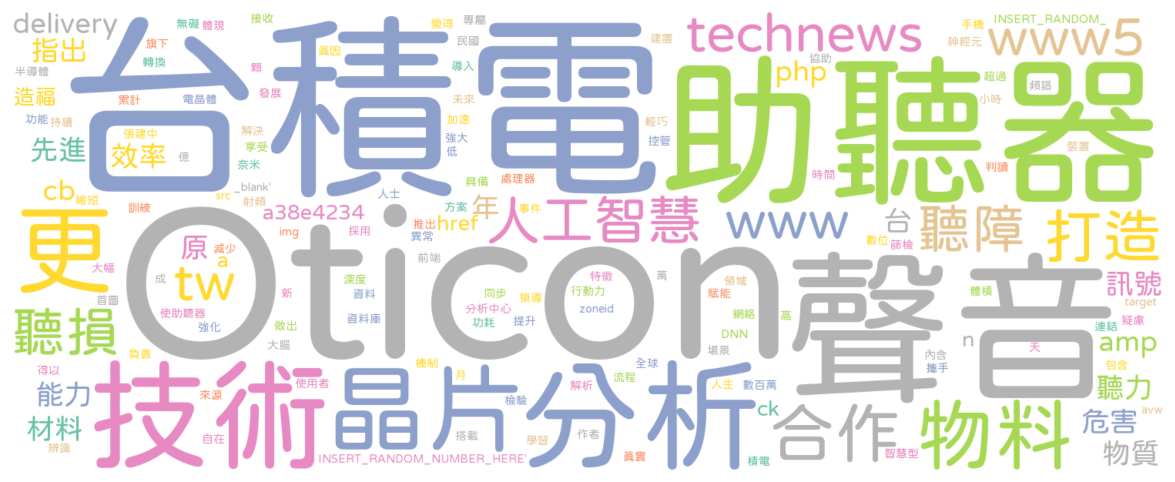 delivery
指出
半導體
造福
功能
持續
先進
cb
縮短
無礙
體現
接收
旗下
轉換
累計
電晶體
顆
發展
張建中
效率
億
解決
享受
奈米
_blank'
src
射頻
訓練
台積電
真因
變得
專屬
民國
導入
未來
加速
強大
低
建置
輕巧
控管
technews
協助
php
www5
手機
INSERT_RANDOM_
神經元
超過
小時
頻譜
裝置
判讀
時間
助聽器
人士
具備
處理器
方案
事件
推出
異常
href
年
人工智慧
a38e4234
img
採用
www
台
聽障
數位
篩檢
打造
更
大幅
首圖
原
減少
a
tw
成
新
使助聽器
強化
做出
大腦
負責
Oticon
前端
深度
資料
資料庫
同步
特徵
行動力
分析中心
功耗
提升
領導
zoneid
萬
領域
賦能
網絡
DNN
高
場景
聲音
體積
訊號
target
疑慮
連結
amp
n
天
內含
攜手
包含
聽力
avw
聽損
得以
能力
來源
材料
辨識
自在
技術
使用者
機制
月
檢驗
搭載
晶片
INSERT_RANDOM_NUMBER_HERE'
分析
解析
流程
全球
作者
學習
真實
人生
數百萬
ck
積電
合作
智慧型
物料
危害
物質